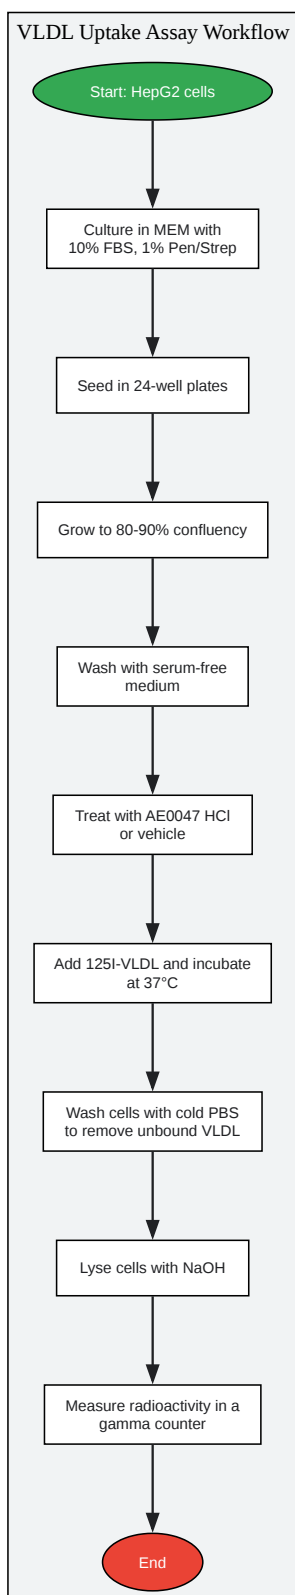 VLDL Uptake Assay Workflow
Start: HepG2 cells
Culture in MEM with
10% FBS, 1% Pen/Strep
Seed in 24-well plates
Grow to 80-90% confluency
Wash with serum-free
medium
Treat with AE0047 HCl
or vehicle
Add 125I-VLDL and incubate
at 37°C
Wash cells with cold PBS
to remove unbound VLDL
Lyse cells with NaOH
Measure radioactivity in a
gamma counter
End